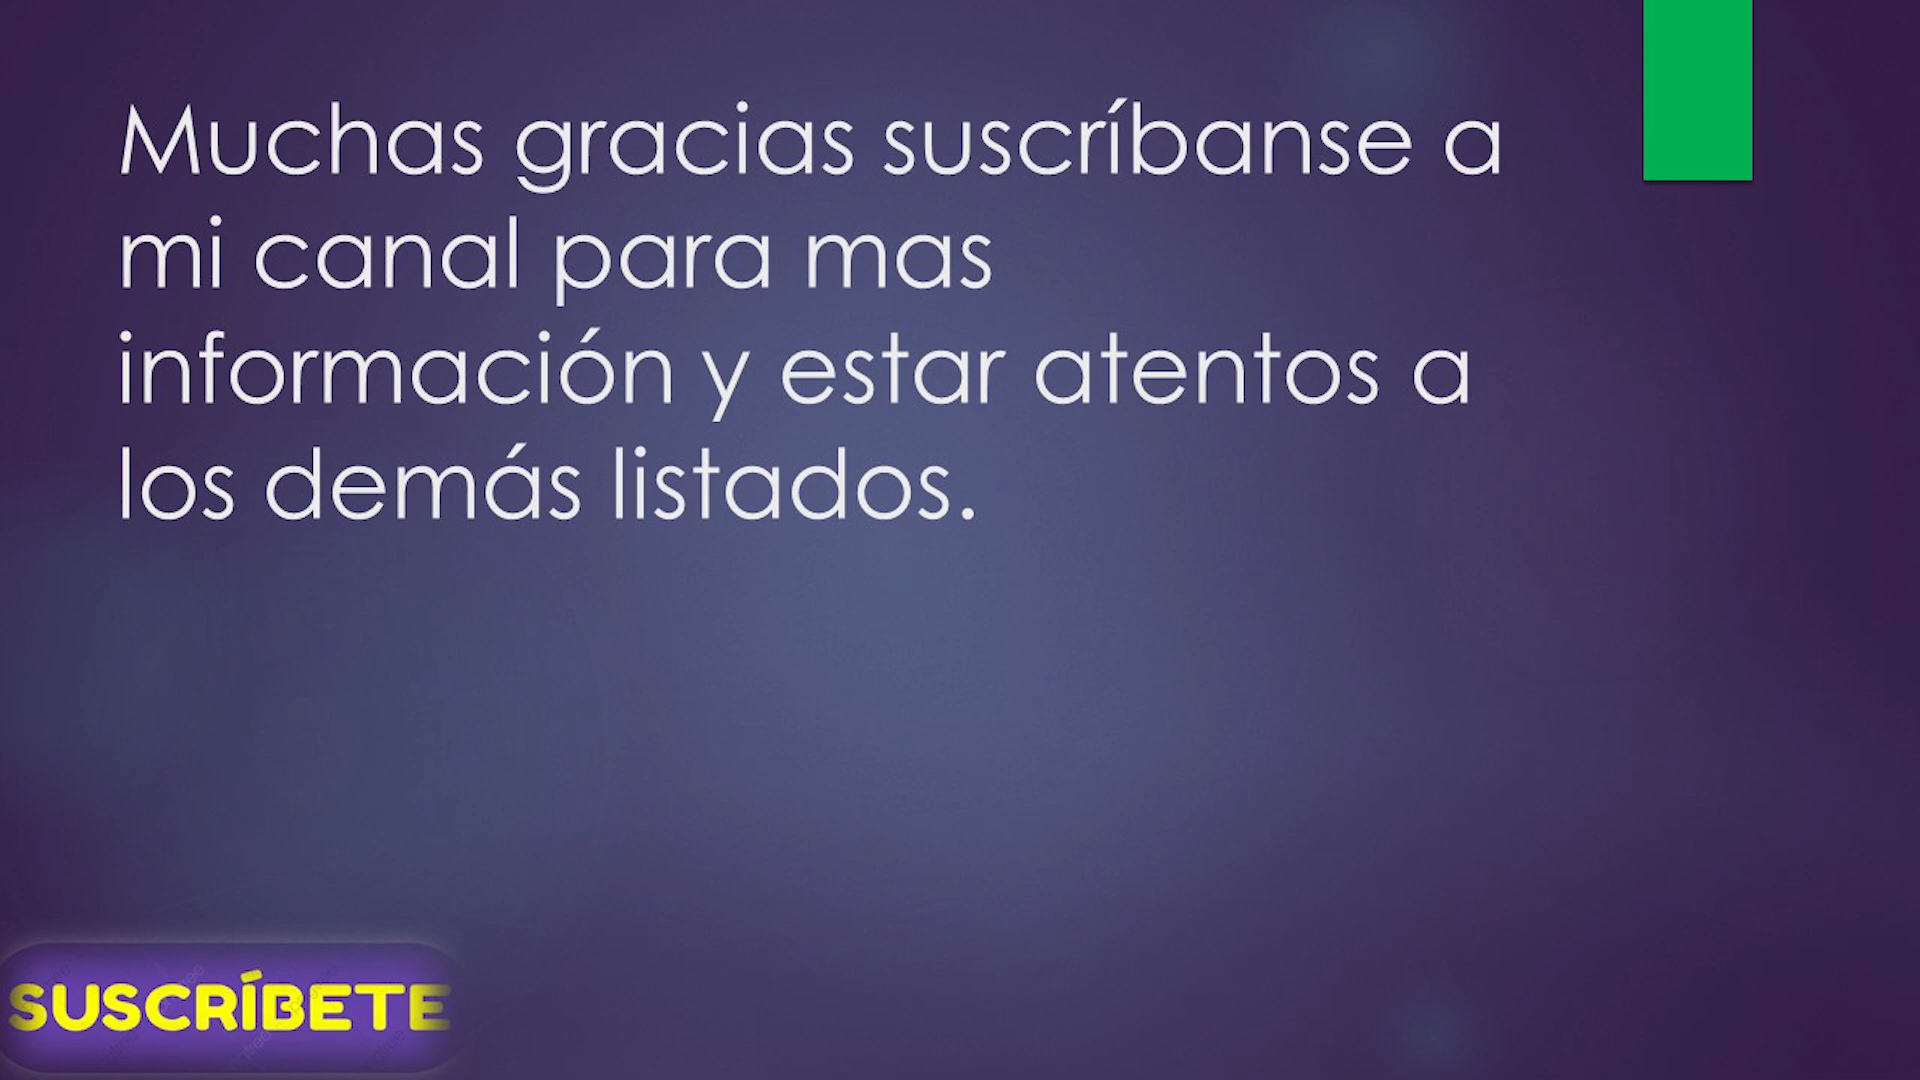 Muchas gracias suscríbanse a
mi canal para mas
información y estar atentos a
los demás listados.
SUSCRÍBETE